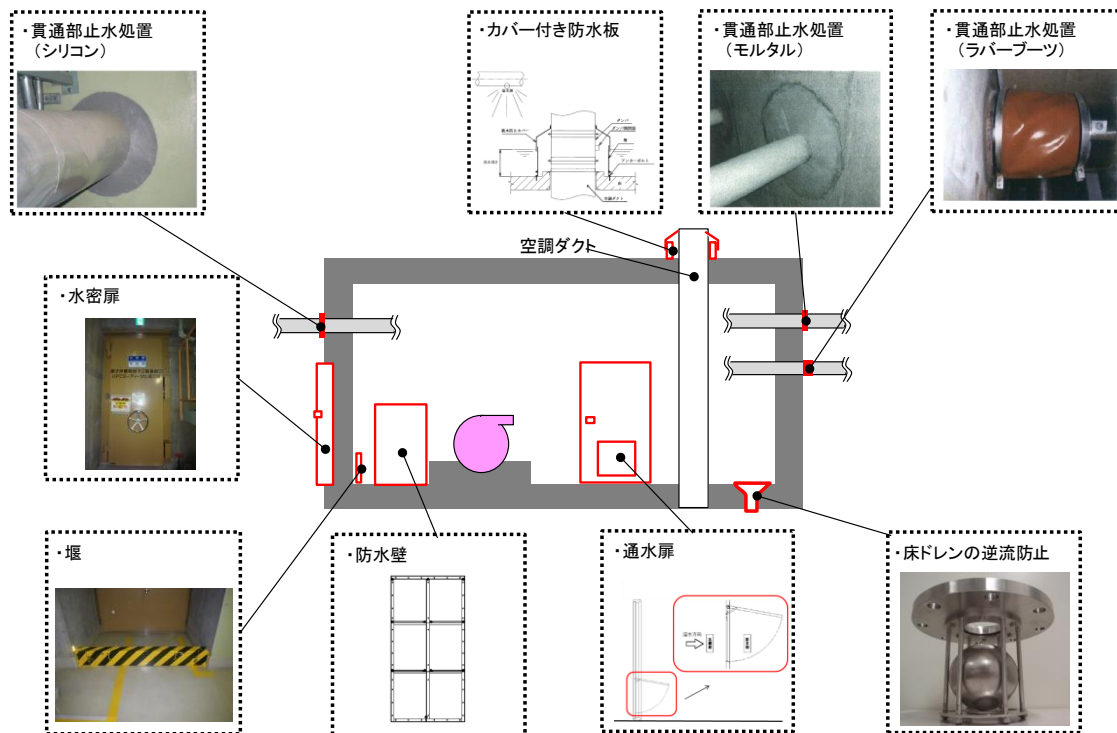 ・貫通部止水処置
（シリコン）
・カバー付き防水板
・貫通部止水処置
（モルタル）
・貫通部止水処置
（ラバーブーツ）
空調ダクト
・水密扉
・堰
・防水壁
・通水扉
・床ドレンの逆流防止